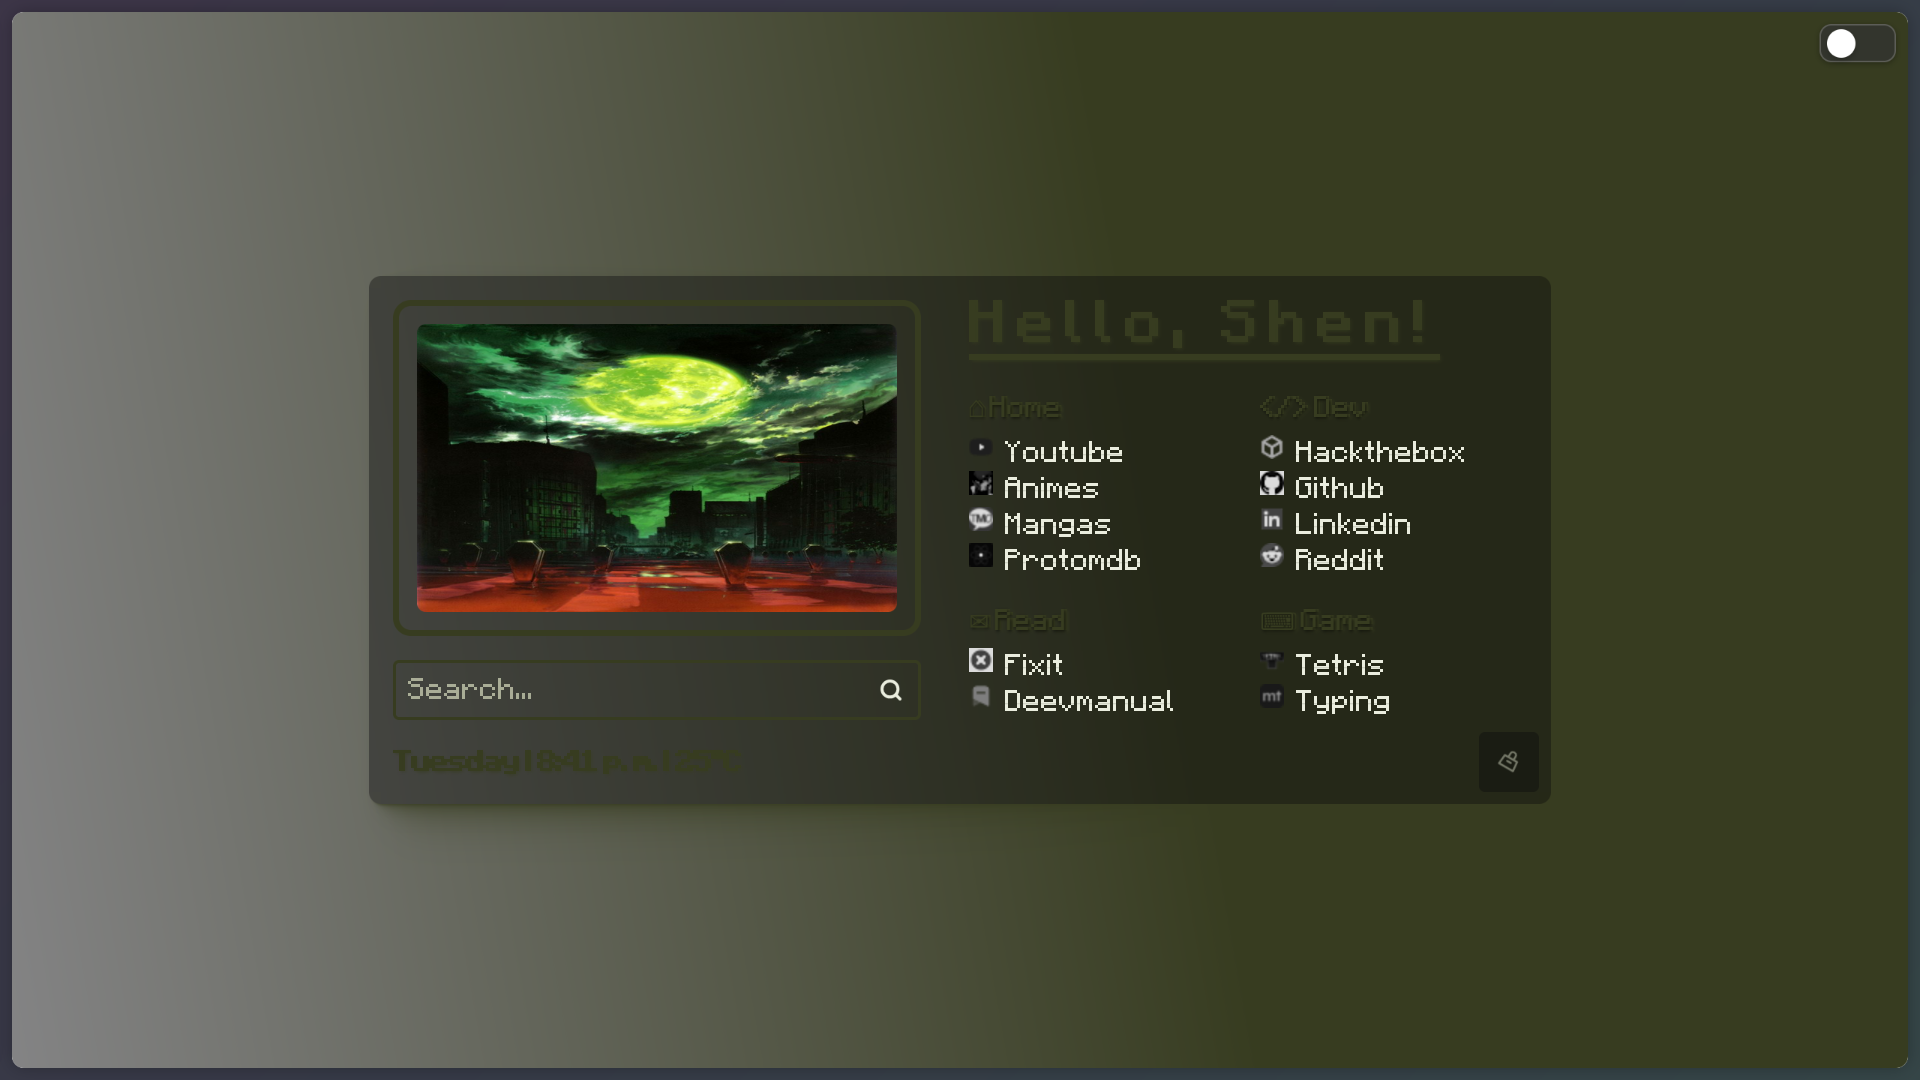 Hello, Shen!
Home
Youtube
Animes
Mangas
Protomdb
</> Dev
Hackthebox
Github
Linkedin
Reddit
Read
Fixit
Deevmanual
Game
Tetris
mt Typing
Search...
Tuesday | 8:41 p. m. | 25°C